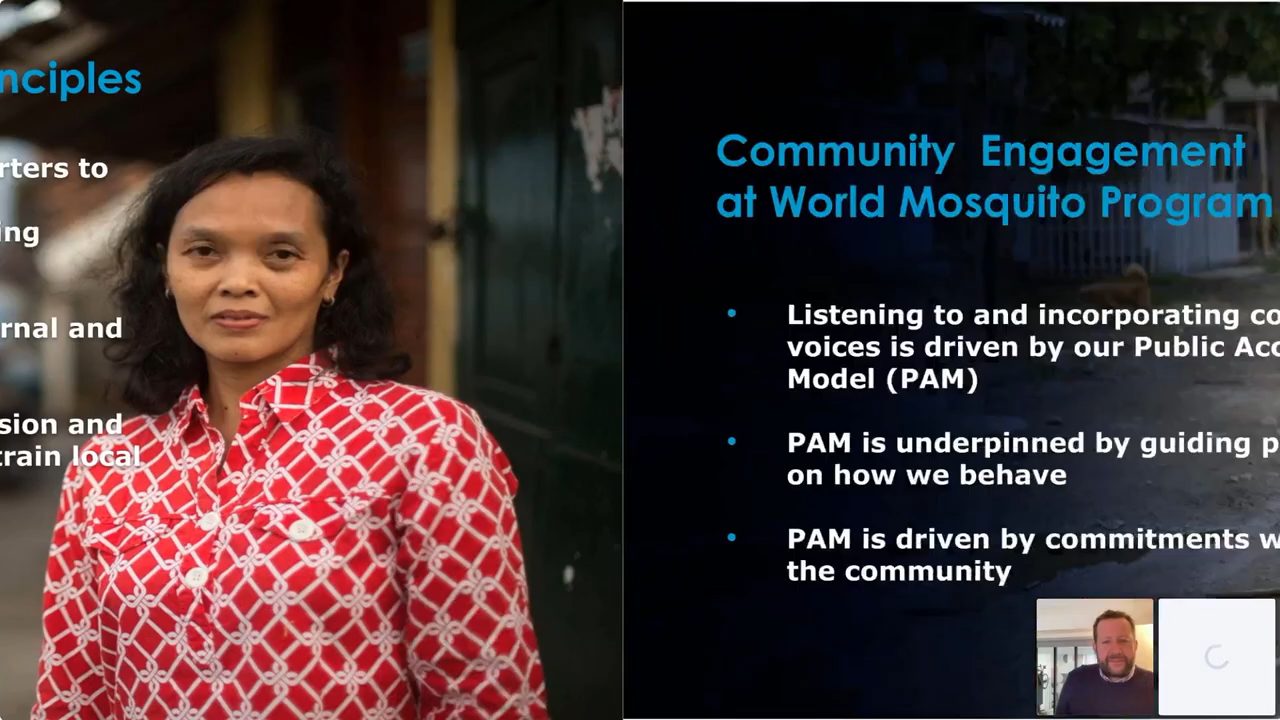 nciples
rters to
ing
rnal and
sion and
train local
Community Engagement
at World Mosquito Program
• Listening to and incorporating co
voices is driven by our Public Acc
Model (PAM)
• PAM is underpinned by guiding p
on how we behave
• PAM is driven by commitments w
the community